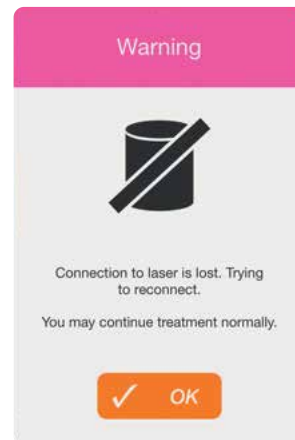 Warning
Connection to laser is lost. Trying
to reconnect.
You may continue treatment normally.
OK